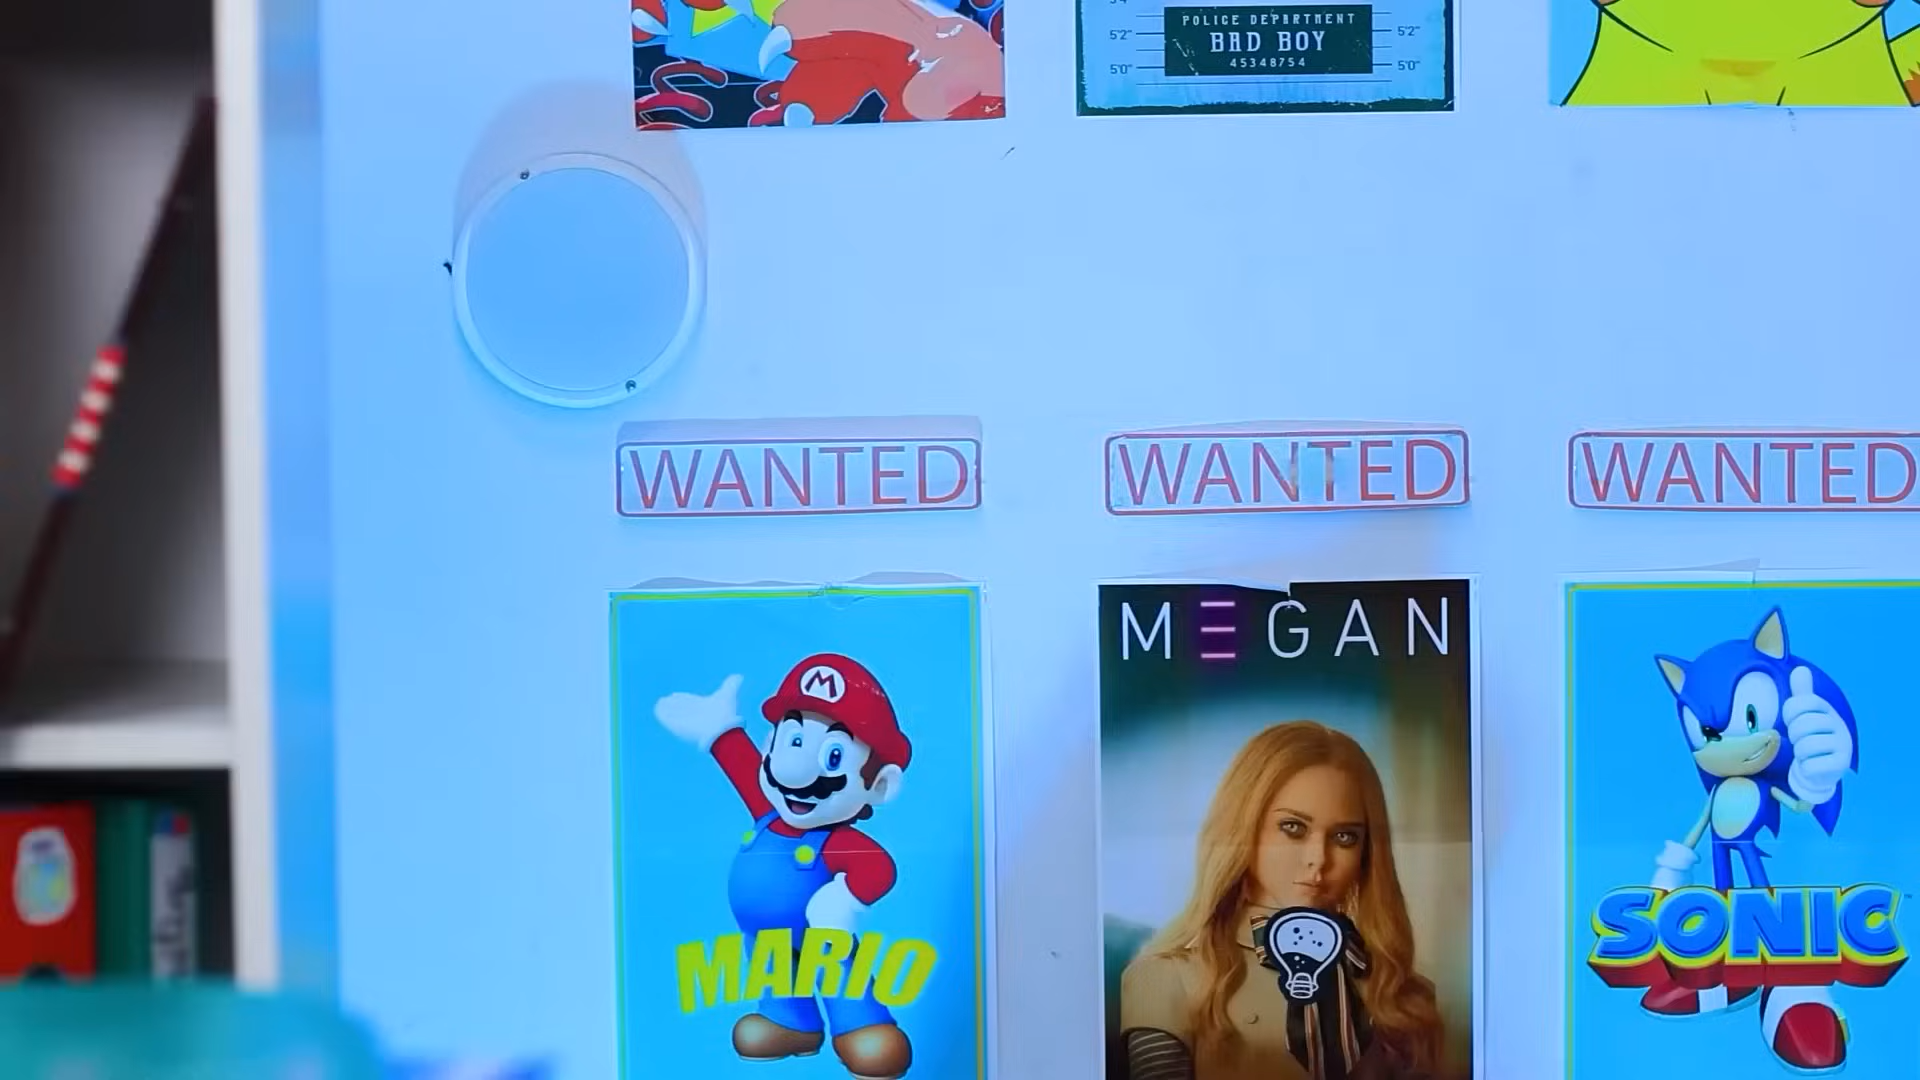 POLICE DEPARTMENT
5'2" BAD BOY 5'2"
5'0" 45348754 5'0"
WANTED WANTED WANTED
M
MARIO
MEGAN
SONIC